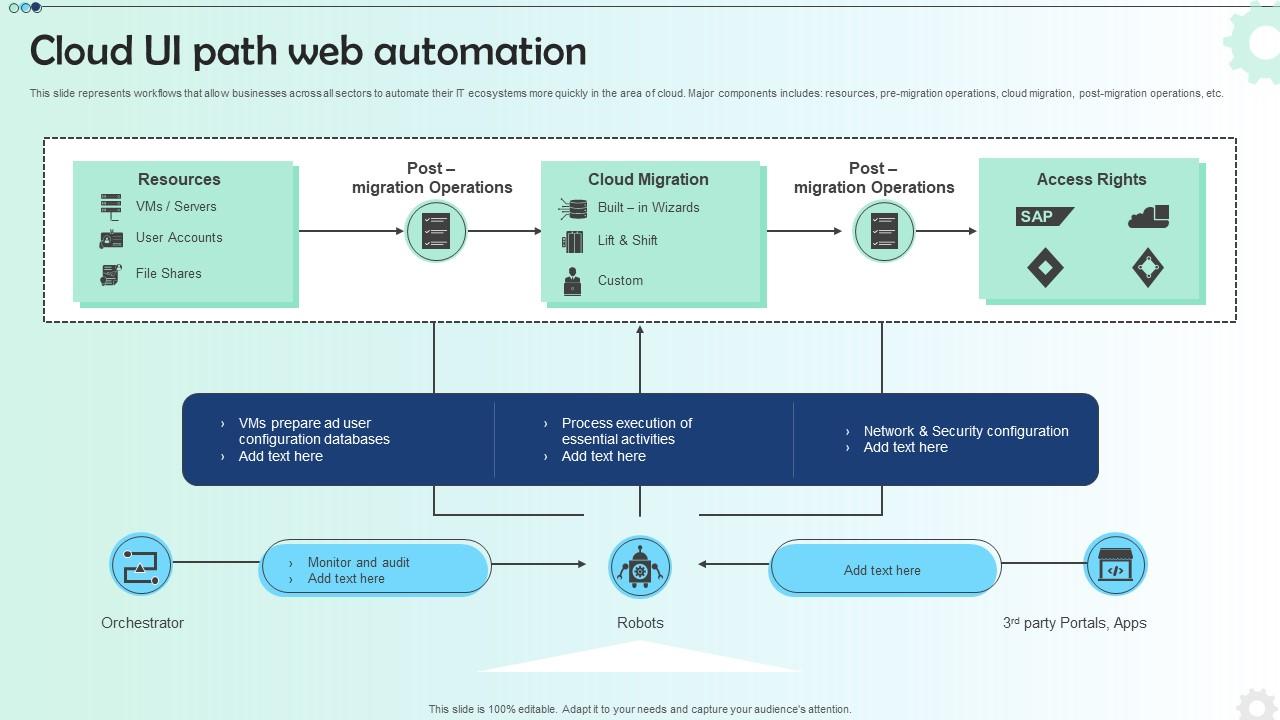 Cloud UI path web automation
This slide represents workflows that allow businesses across all sectors to automate their IT ecosystems more quickly in the area of cloud. Major components includes: resources, pre-migration operations, cloud migration, post-migration operations, etc.
Resources
VMs / Servers
User Accounts
File Shares
Post –
migration Operations
Cloud Migration
Built – in Wizards
Lift & Shift
Custom
Post –
migration Operations
Access Rights
SAP
› VMs prepare ad user
configuration databases
› Add text here
› Process execution of
essential activities
› Add text here
› Network & Security configuration
› Add text here
› Monitor and audit
› Add text here
Add text here
Orchestrator
Robots
3rd party Portals, Apps
This slide is 100% editable. Adapt it to your needs and capture your audience's attention.